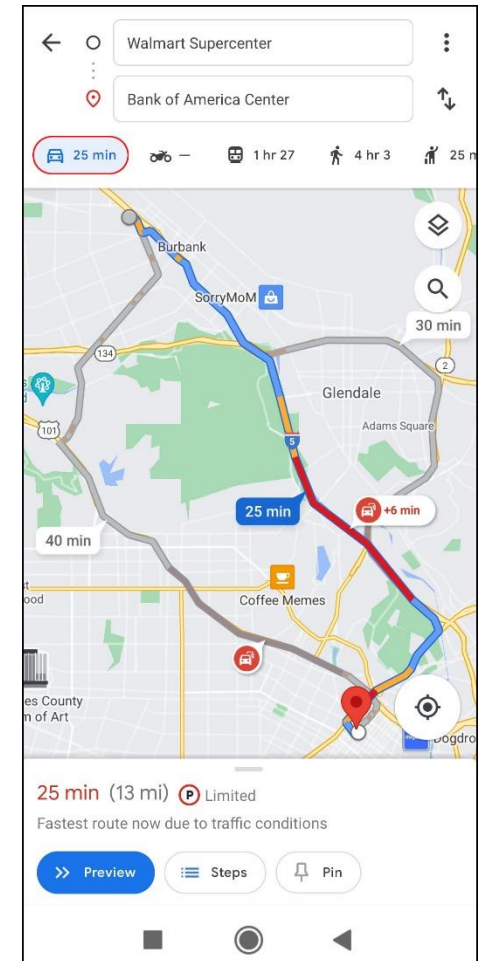 Walmart Supercenter
Bank of America Center
25 min — 1 hr 27 4 hr 3 25 m
Burbank
SorryMoM
30 min
134
2
Glendale
101
Adams Square
5
25 min
+6 min
40 min
ood
Coffee Memes
es County
m of Art
Dogdro
25 min (13 mi) P Limited
Fastest route now due to traffic conditions
Preview Steps Pin